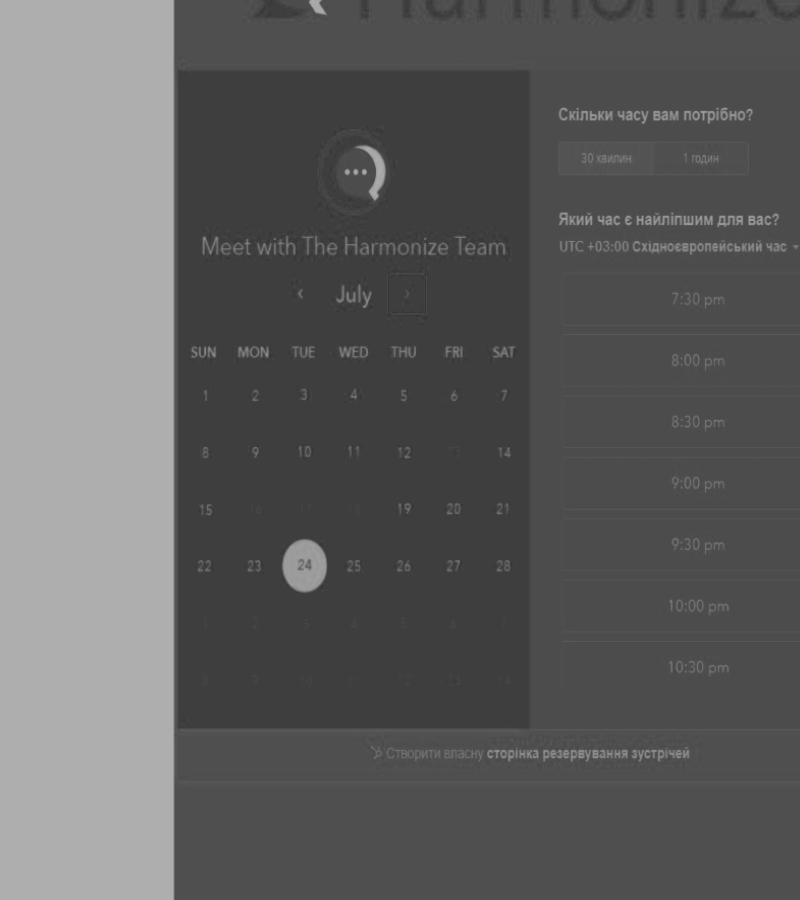 Harmonize
Meet with The Harmonize Team
‹ July ›
SUN MON TUE WED THU FRI SAT
1 2 3 4 5 6 7
8 9 10 11 12 13 14
15 16 17 18 19 20 21
22 23 24 25 26 27 28
1 2 3 4 5 6 7
8 9 10 11 12 13 14
Скільки часу вам потрібно?
30 хвилин 1 годин
Який час є найліпшим для вас?
UTC +03:00 Східноєвропейський час
7:30 pm
8:00 pm
8:30 pm
9:00 pm
9:30 pm
10:00 pm
10:30 pm
Створити власну сторінка резервування зустрічей